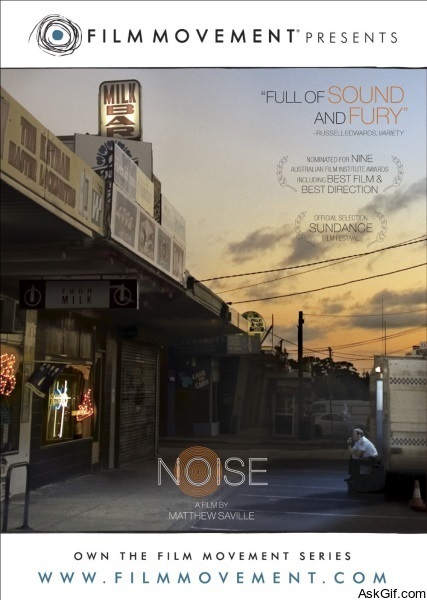 FILM MOVEMENT® PRESENTS
"FULL OF SOUND
AND FURY"
–RUSSELL EDWARDS, VARIETY
NOMINATED FOR NINE
AUSTRALIAN FILM INSTITUTE AWARDS
INCLUDING BEST FILM &
BEST DIRECTION
OFFICIAL SELECTION
SUNDANCE
FILM FESTIVAL
MILK
BAR
MILK
NOISE
A FILM BY
MATTHEW SAVILLE
OWN THE FILM MOVEMENT SERIES
WWW.FILMMOVEMENT.COM
AskGif.com